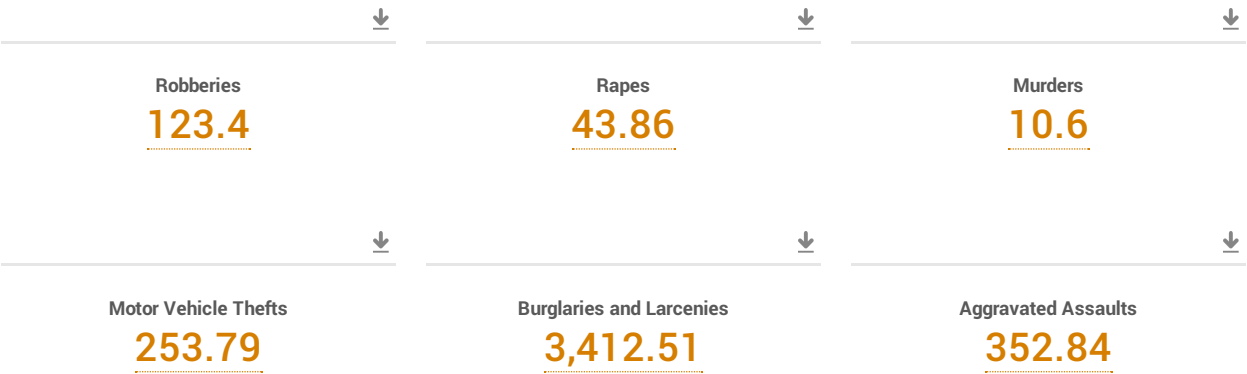 Robberies
123.4
Rapes
43.86
Murders
10.6
Motor Vehicle Thefts
253.79
Burglaries and Larcenies
3,412.51
Aggravated Assaults
352.84